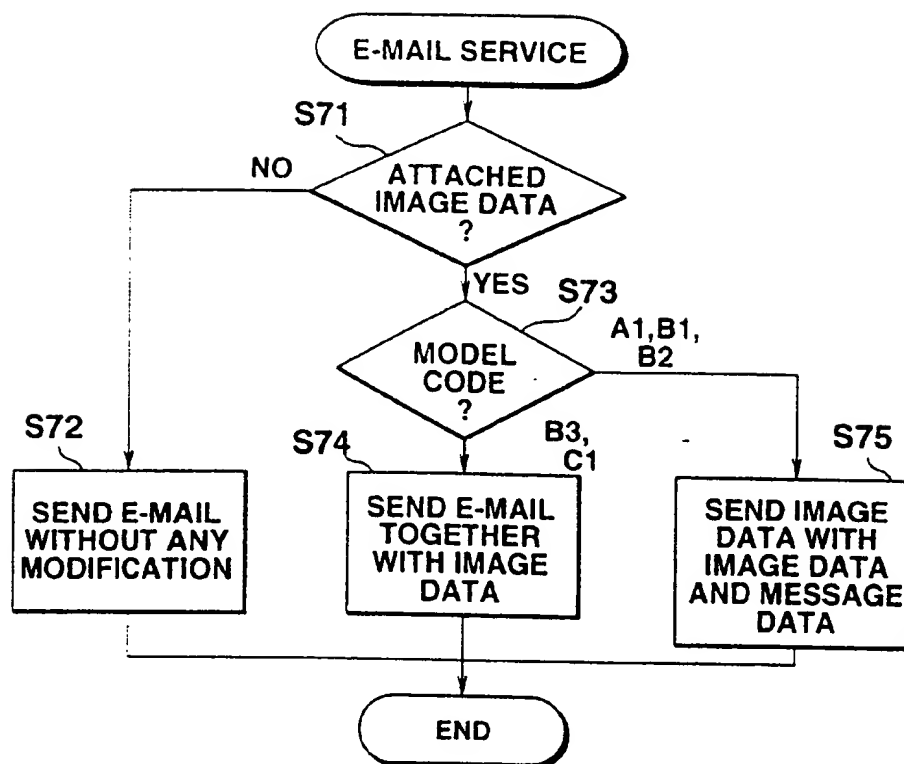 E-MAIL SERVICE
S71
NO
ATTACHED
IMAGE DATA
?
YES
S73
A1,B1,
B2
MODEL
CODE
?
S72
S74
B3,
C1
S75
SEND E-MAIL
WITHOUT ANY
MODIFICATION
SEND E-MAIL
TOGETHER
WITH IMAGE
DATA
SEND IMAGE
DATA WITH
IMAGE DATA
AND MESSAGE
DATA
END